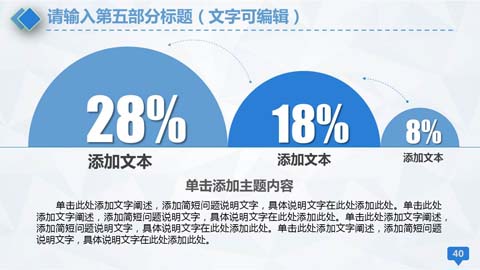 请输入第五部分标题（文字可编辑）
28%
18%
8%
添加文本
添加文本
添加文本
单击添加主题内容
单击此处添加文字阐述，添加简短问题说明文字，具体说明文字在此处添加此处。单击此处
添加文字阐述，添加简短问题说明文字，具体说明文字在此处添加此处。单击此处添加文字阐述，
添加简短问题说明文字，具体说明文字在此处添加此处。单击此处添加文字阐述，添加简短问题说
明文字，具体说明文字在此处添加此处。
40